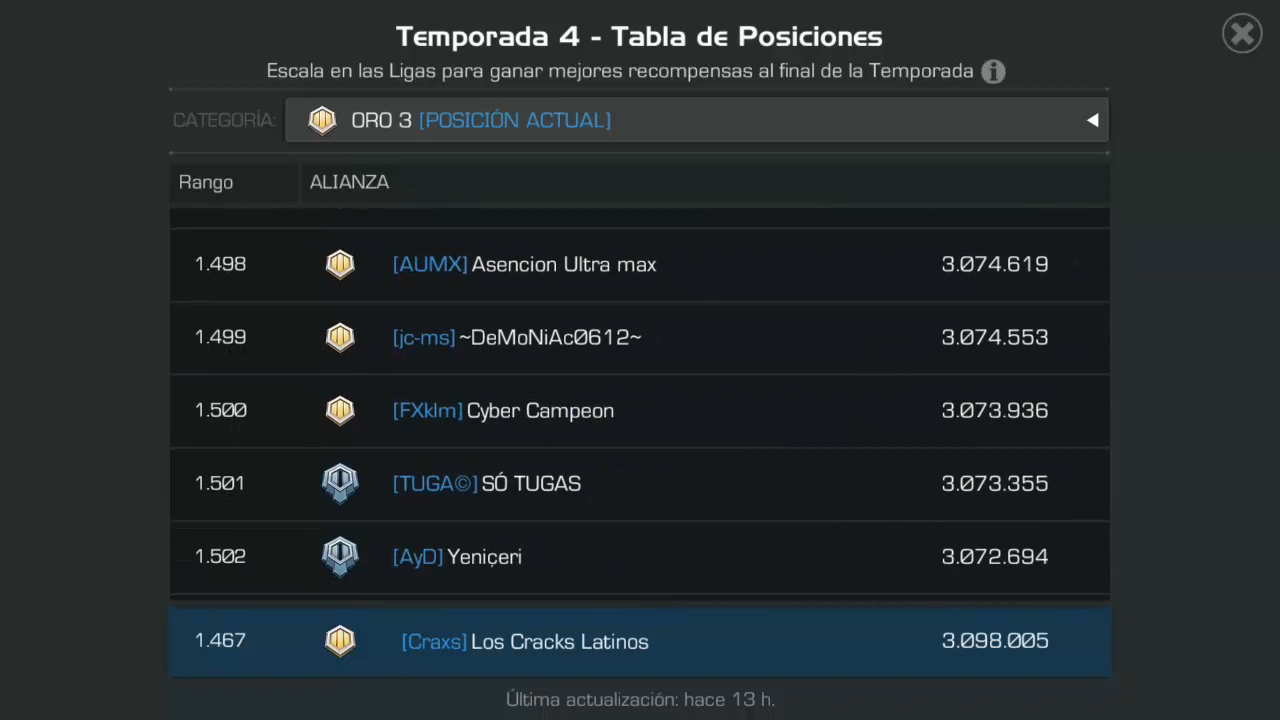 Temporada 4 - Tabla de Posiciones
Escala en las Ligas para ganar mejores recompensas al final de la Temporada i
CATEGORÍA: ORO 3 [POSICIÓN ACTUAL]
Rango ALIANZA
1.498 [AUMX] Asencion Ultra max 3.074.619
1.499 [jc-ms] ~DeMoNiAc0612~ 3.074.553
1.500 [FXklm] Cyber Campeon 3.073.936
1.501 [TUGA©] SÓ TUGAS 3.073.355
1.502 [AyD] Yeniçeri 3.072.694
1.467 [Craxs] Los Cracks Latinos 3.098.005
Última actualización: hace 13 h.